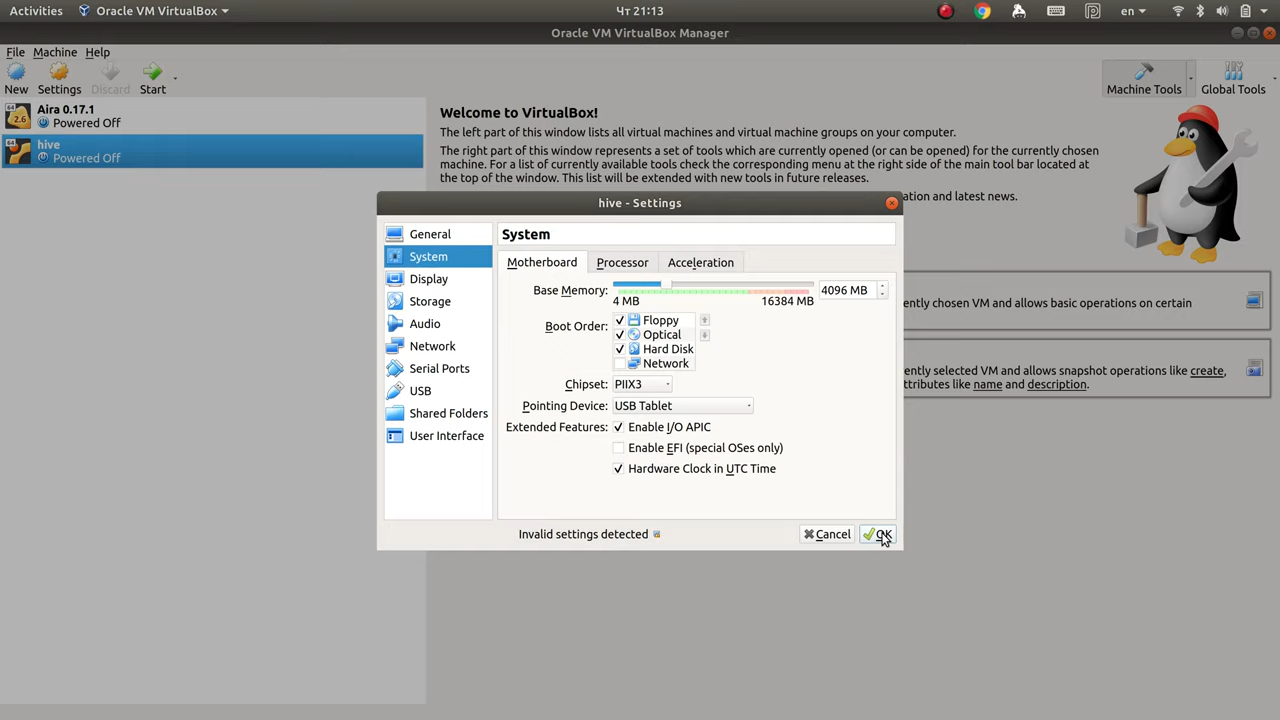 Activities Oracle VM VirtualBox Чт 21:13 en
Oracle VM VirtualBox Manager
File Machine Help
New Settings Discard Start Machine Tools Global Tools
64 2.6 Aira 0.17.1
Powered Off
64 hive
Powered Off
Welcome to VirtualBox!
The left part of this window lists all virtual machines and virtual machine groups on your computer.
The right part of this window represents a set of tools which are currently opened (or can be opened) for the currently chosen
machine. For a list of currently available tools check the corresponding menu at the right side of the main tool bar located at
the top of the window. This list will be extended with new tools in future releases.
ation and latest news.
hive - Settings
General
System
Display
Storage
Audio
Network
Serial Ports
USB
Shared Folders
User Interface
System
Motherboard Processor Acceleration
Base Memory: 4096 MB
4 MB 16384 MB
Boot Order: Floppy
Optical
Hard Disk
Network
Chipset: PIIX3
Pointing Device: USB Tablet
Extended Features: Enable I/O APIC
Enable EFI (special OSes only)
Hardware Clock in UTC Time
Invalid settings detected Cancel OK
ently chosen VM and allows basic operations on certain
ently selected VM and allows snapshot operations like create,
attributes like name and description.